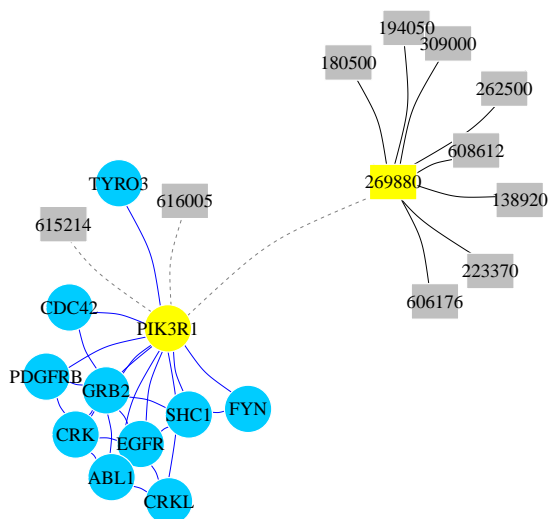 194050
309000
180500
262500
608612
TYRO3
269880
138920
616005
615214
223370
606176
CDC42
PIK3R1
PDGFRB
GRB2
SHC1
FYN
CRK
EGFR
ABL1
CRKL